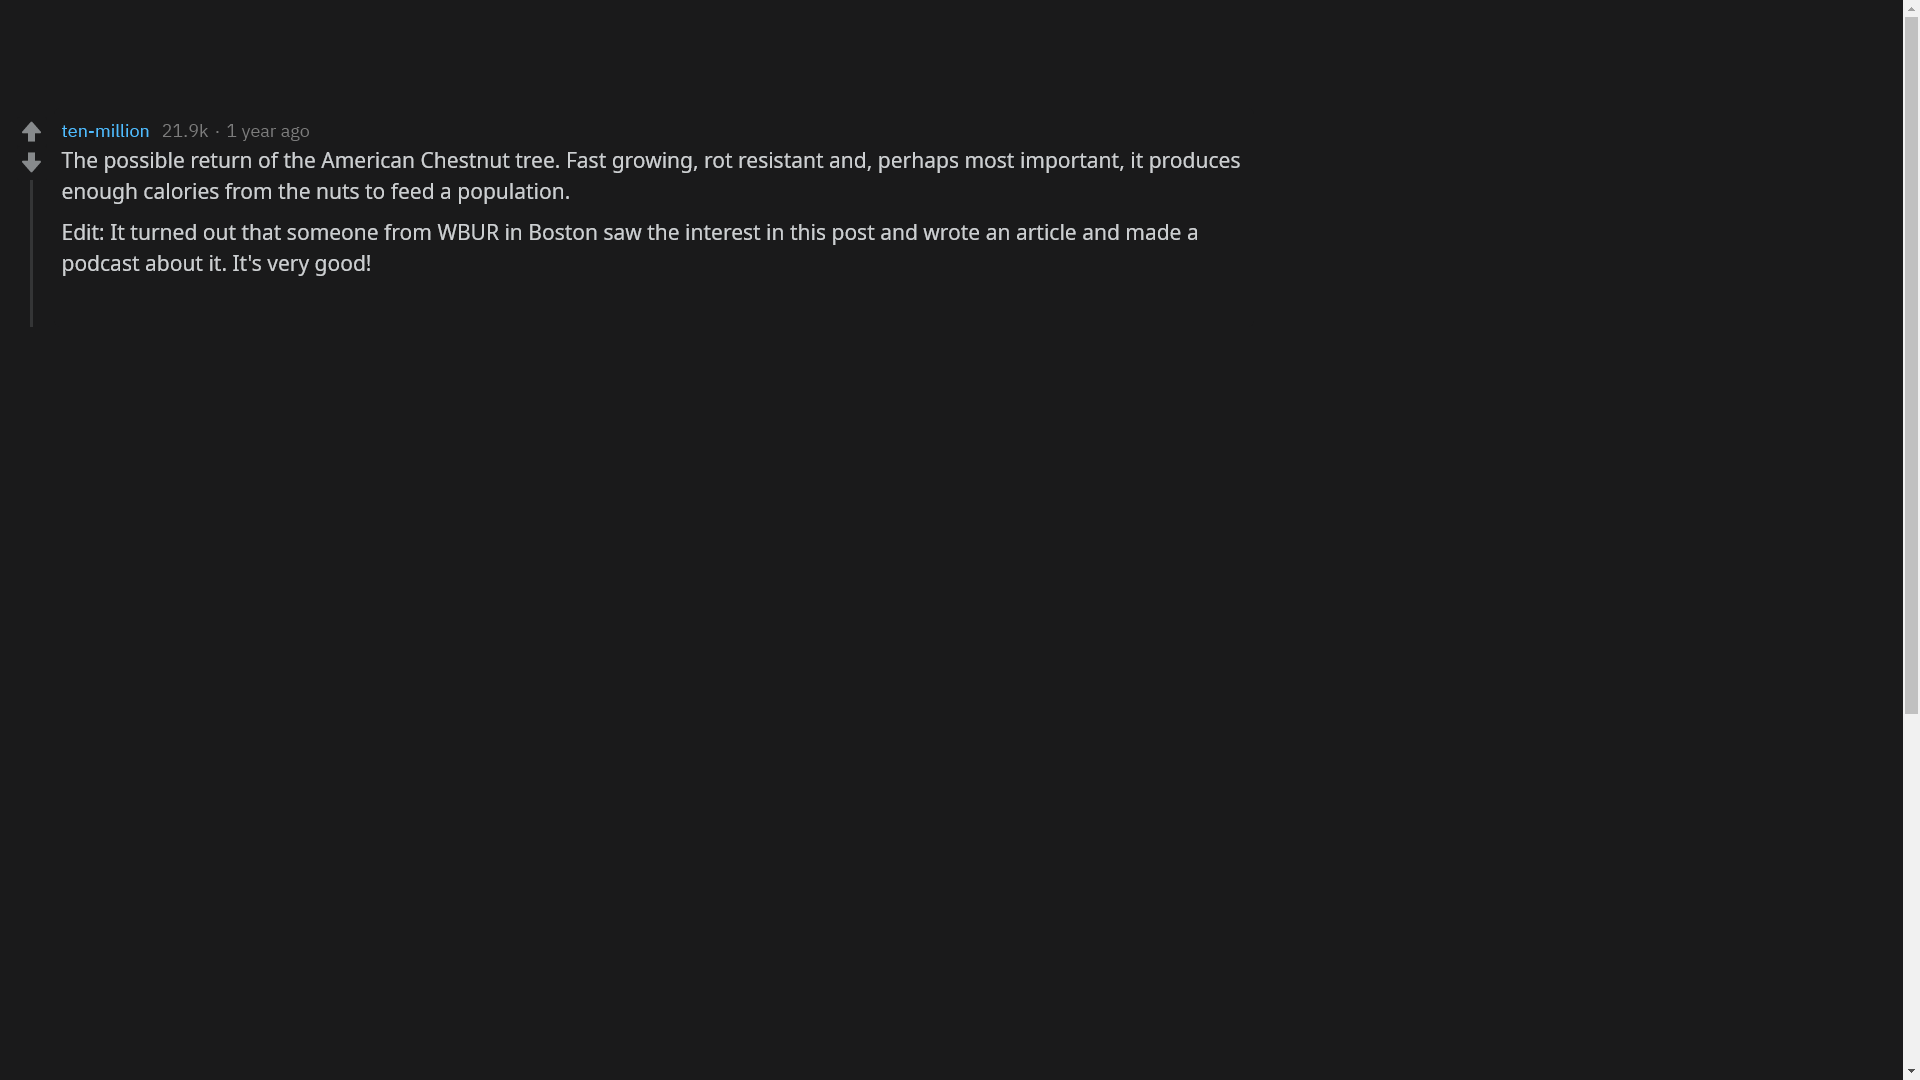 ten-million 21.9k · 1 year ago
The possible return of the American Chestnut tree. Fast growing, rot resistant and, perhaps most important, it produces
enough calories from the nuts to feed a population.
Edit: It turned out that someone from WBUR in Boston saw the interest in this post and wrote an article and made a
podcast about it. It's very good!